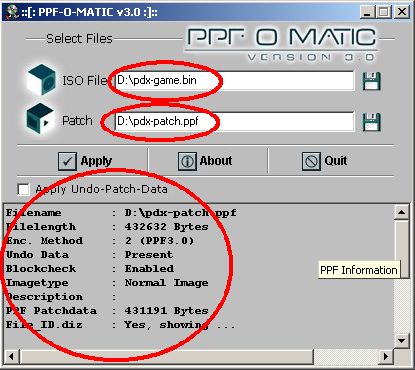 ::[: PPF-O-MATIC v3.0 :]::
Select Files
PPF-O-MATIC
VERSION 3.0
ISO File D:\pdx-game.bin
Patch D:\pdx-patch.ppf
Apply About Quit
Apply Undo-Patch-Data
Filename : D:\pdx-patch.ppf
Filelength : 432632 Bytes
Enc. Method : 2 (PPF3.0)
Undo Data : Present
Blockcheck : Enabled
Imagetype : Normal Image
Description :
PPF Patchdata : 431191 Bytes
File_ID.diz : Yes, showing ...
PPF Information